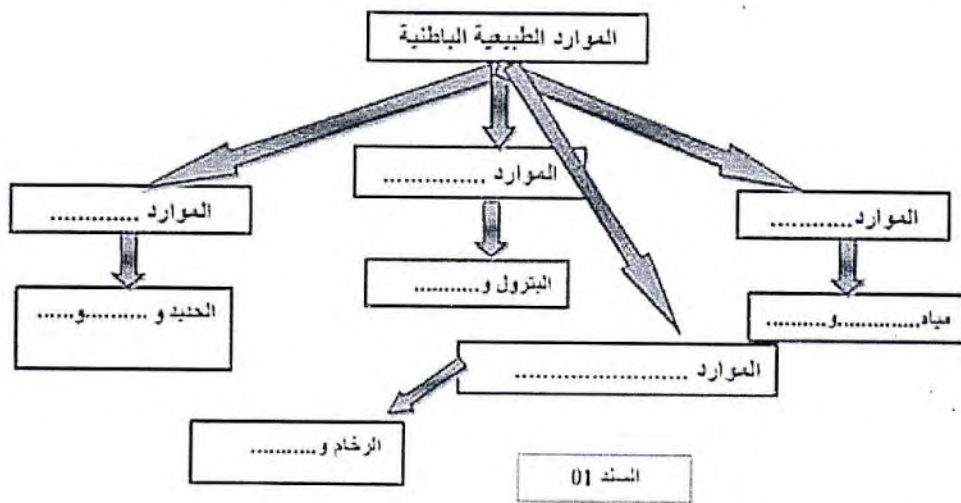 الموارد الطبيعية الباطنية
الموارد ............
الموارد ...............
الموارد .............
مياه.............و..........
البترول و...........
الحديد و ..........و......
الموارد ........................
الرخام و...........
السند 01